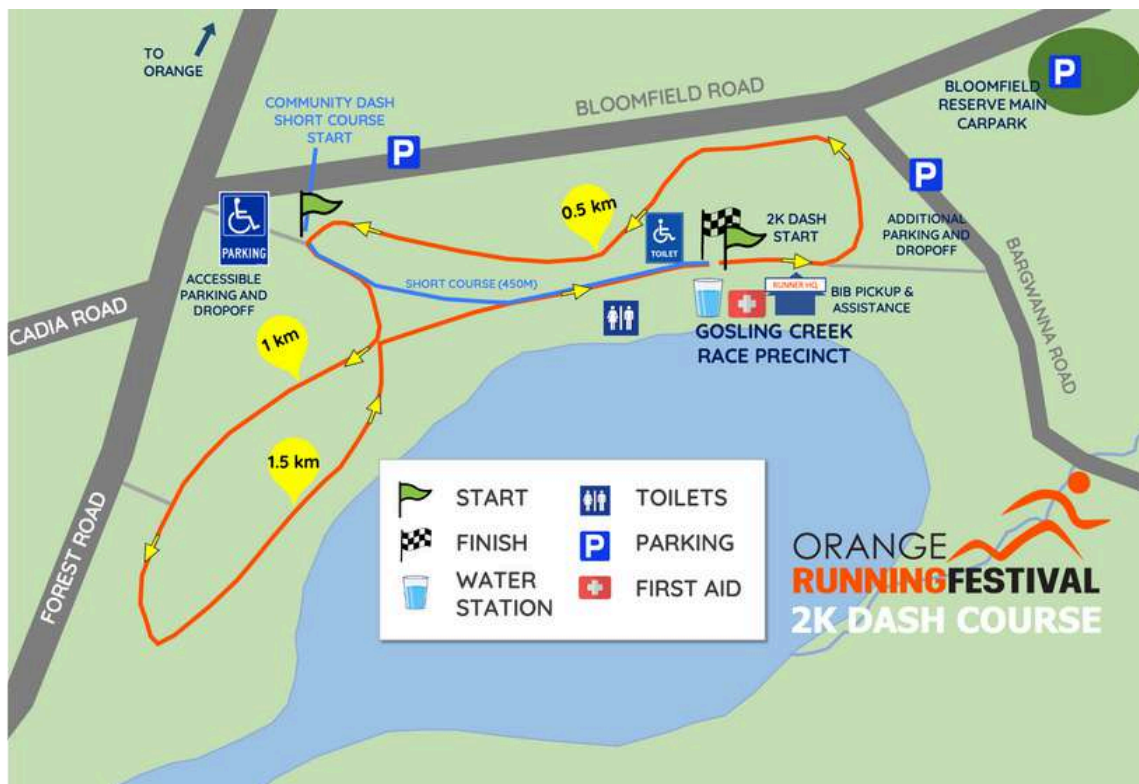 TO
ORANGE
COMMUNITY DASH
SHORT COURSE
START
P
BLOOMFIELD ROAD
P
BLOOMFIELD
RESERVE MAIN
CARPARK
P
PARKING
ACCESSIBLE
PARKING AND
DROPOFF
0.5 km
TOILET
2K DASH
START
ADDITIONAL
PARKING AND
DROPOFF
BARGWANNA ROAD
SHORT COURSE (450M)
RUNNER HQ
BIB PICKUP &
ASSISTANCE
GOSLING CREEK
RACE PRECINCT
CADIA ROAD
1 km
1.5 km
FOREST ROAD
START
TOILETS
FINISH
P
PARKING
WATER
STATION
FIRST AID
ORANGE
RUNNINGFESTIVAL
2K DASH COURSE